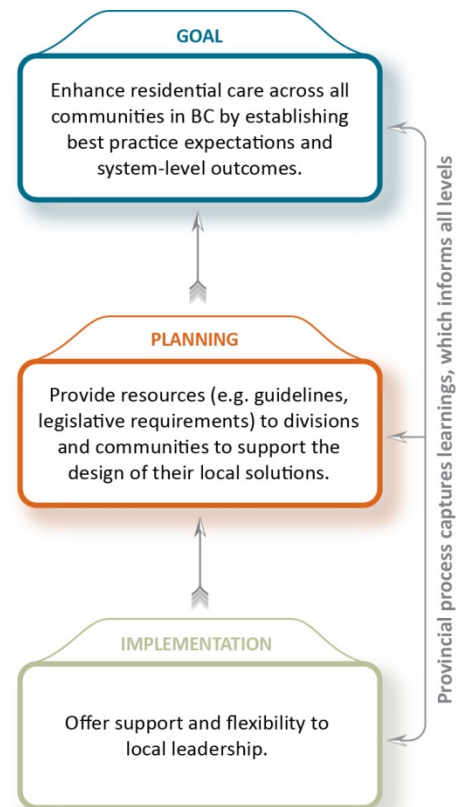 GOAL
Enhance residential care across all
communities in BC by establishing
best practice expectations and
system-level outcomes.
PLANNING
Provide resources (e.g. guidelines,
legislative requirements) to divisions
and communities to support the
design of their local solutions.
IMPLEMENTATION
Offer support and flexibility to
local leadership.
Provincial process captures learnings, which informs all levels